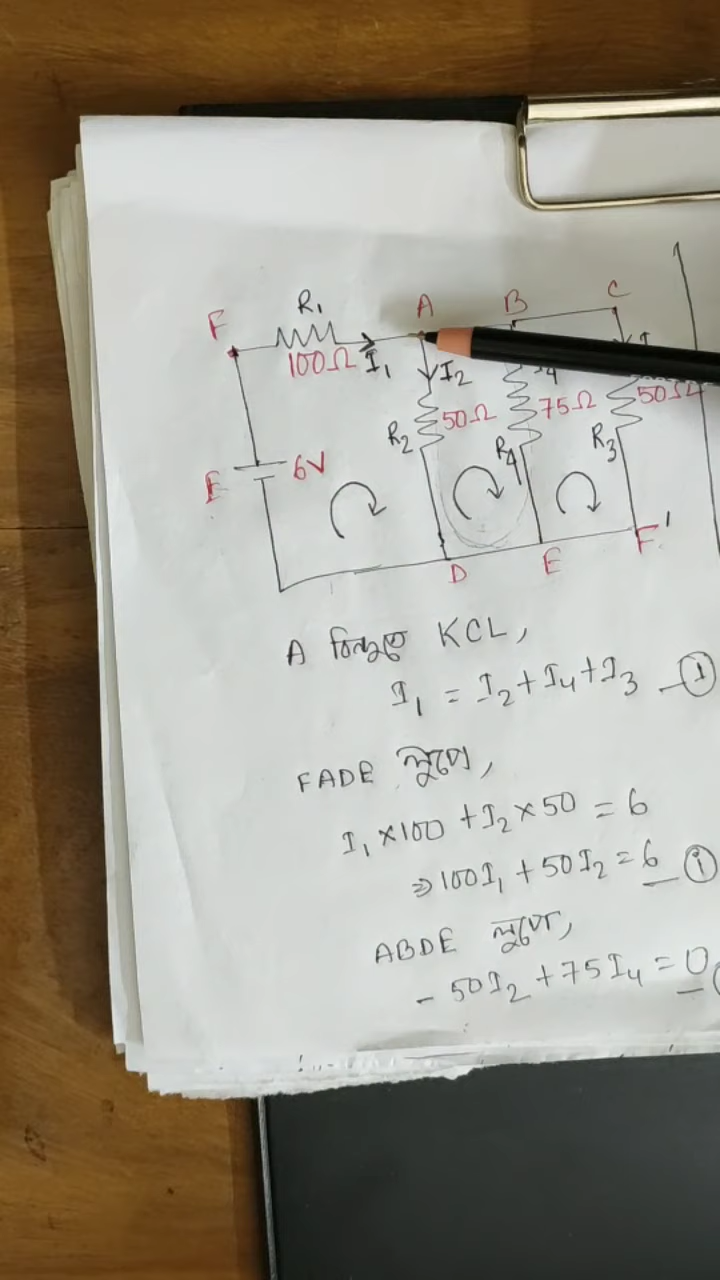 R₁
A
B
C
F
100Ω
I₁
I₂
50Ω
75Ω
50Ω
R₂
R₄
R₃
E
6V
D
E
F'
A বিন্দুতে KCL,
I₁ = I₂ + I₄ + I₃ — ①
FADE লুপে,
I₁ × 100 + I₂ × 50 = 6
⇒ 100I₁ + 50I₂ = 6 — ⓘ
ABDE লুপে,
- 50I₂ + 75I₄ = 0